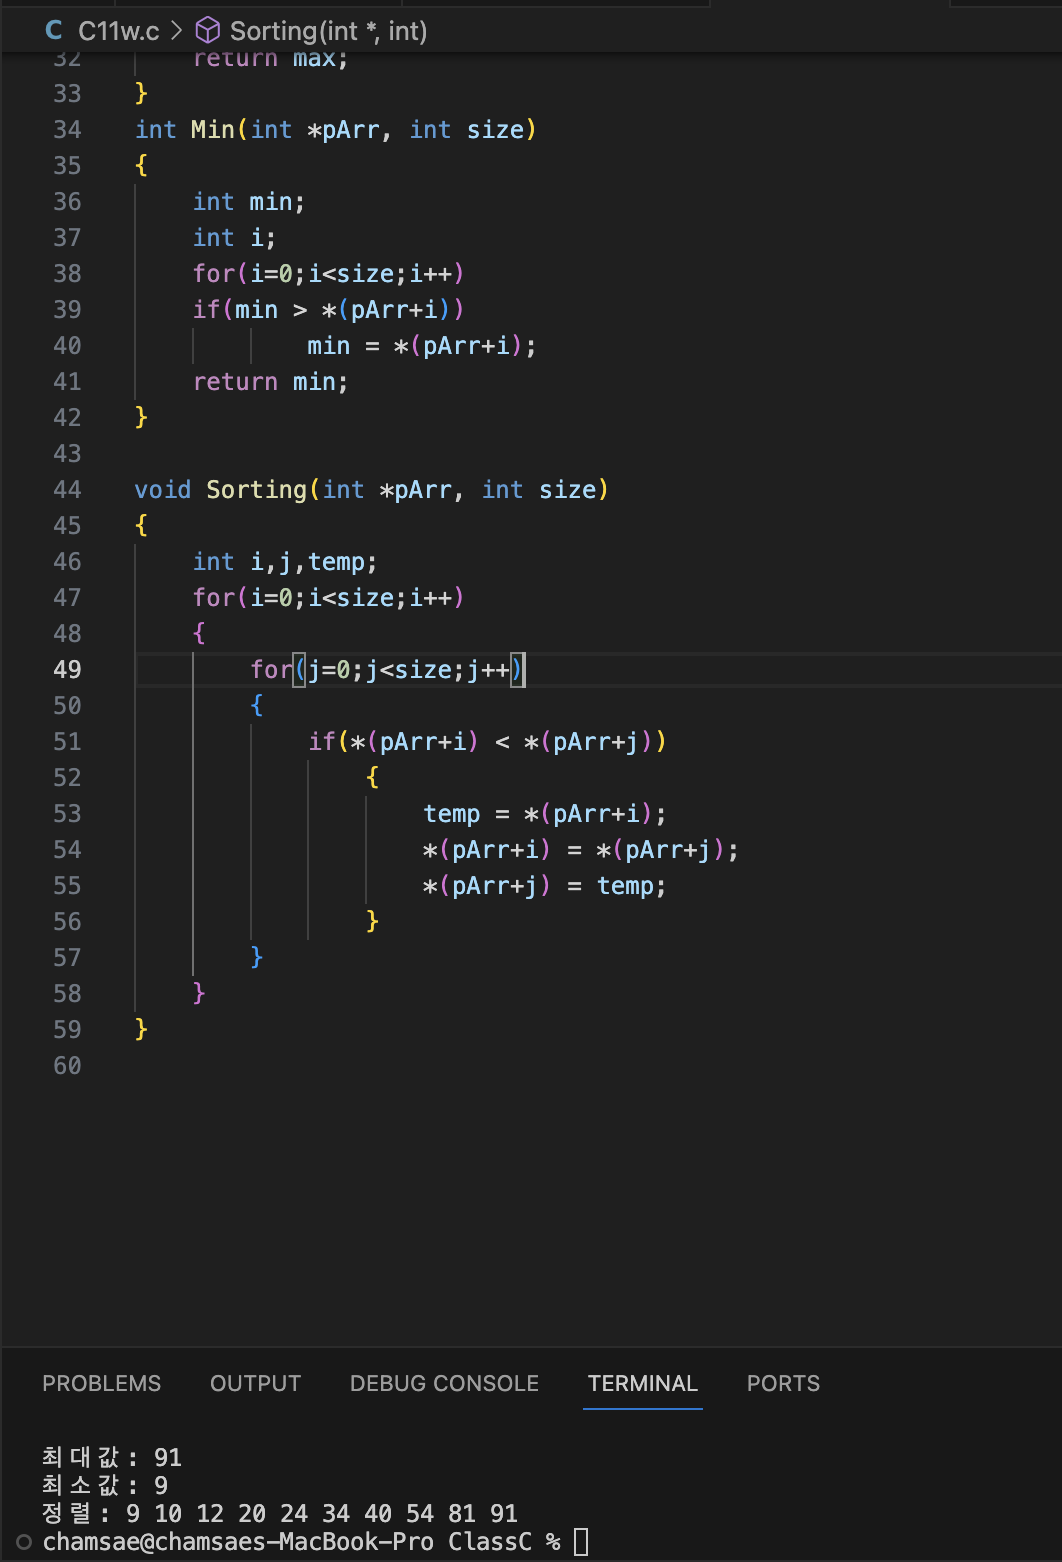 C C11w.c > Sorting(int *, int)
32 return max;
33 }
34 int Min(int *pArr, int size)
35 {
36 int min;
37 int i;
38 for(i=0;i<size;i++)
39 if(min > *(pArr+i))
40 min = *(pArr+i);
41 return min;
42 }
43
44 void Sorting(int *pArr, int size)
45 {
46 int i,j,temp;
47 for(i=0;i<size;i++)
48 {
49 for(j=0;j<size;j++)
50 {
51 if(*(pArr+i) < *(pArr+j))
52 {
53 temp = *(pArr+i);
54 *(pArr+i) = *(pArr+j);
55 *(pArr+j) = temp;
56 }
57 }
58 }
59 }
60
PROBLEMS OUTPUT DEBUG CONSOLE TERMINAL PORTS
최대값: 91
최소값: 9
정렬: 9 10 12 20 24 34 40 54 81 91
chamsae@chamsaes-MacBook-Pro ClassC %